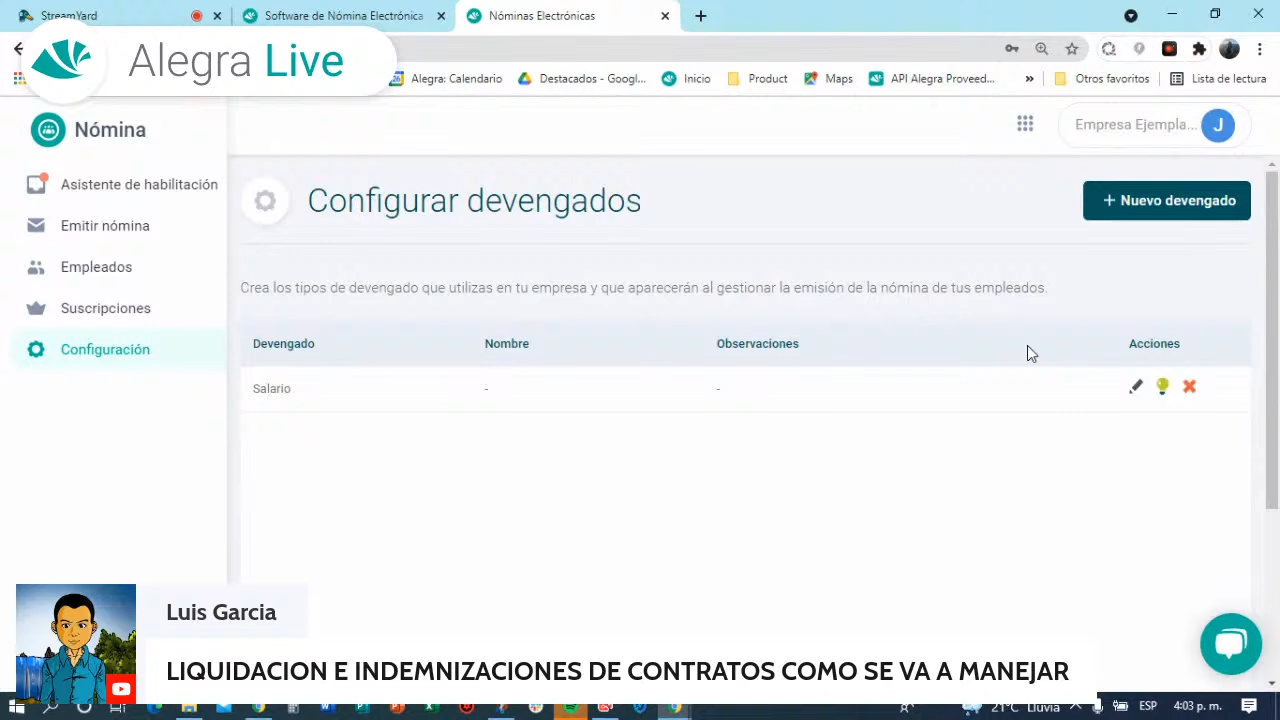 StreamYard
Software de Nómina Electrónica
Nóminas Electrónicas
Alegra Live
Alegra: Calendario
Destacados - Googl...
Inicio
Product
Maps
API Alegra Proveed...
»
Otros favoritos
Lista de lectura
Nómina
Empresa Ejempla...
J
Asistente de habilitación
Emitir nómina
Empleados
Suscripciones
Configuración
Configurar devengados
+ Nuevo devengado
Crea los tipos de devengado que utilizas en tu empresa y que aparecerán al gestionar la emisión de la nómina de tus empleados.
Devengado Nombre Observaciones Acciones
Salario - -
Luis Garcia
LIQUIDACION E INDEMNIZACIONES DE CONTRATOS COMO SE VA A MANEJAR
21°C Lluvia ESP 4:03 p. m.